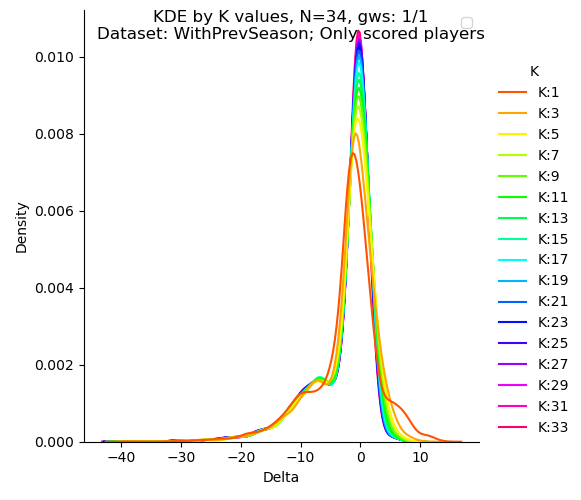 KDE by K values, N=34, gws: 1/1
Dataset: WithPrevSeason; Only scored players
0.010
0.008
0.006
0.004
0.002
0.000
Density
−40
−30
−20
−10
0
10
Delta
K
K:1
K:3
K:5
K:7
K:9
K:11
K:13
K:15
K:17
K:19
K:21
K:23
K:25
K:27
K:29
K:31
K:33